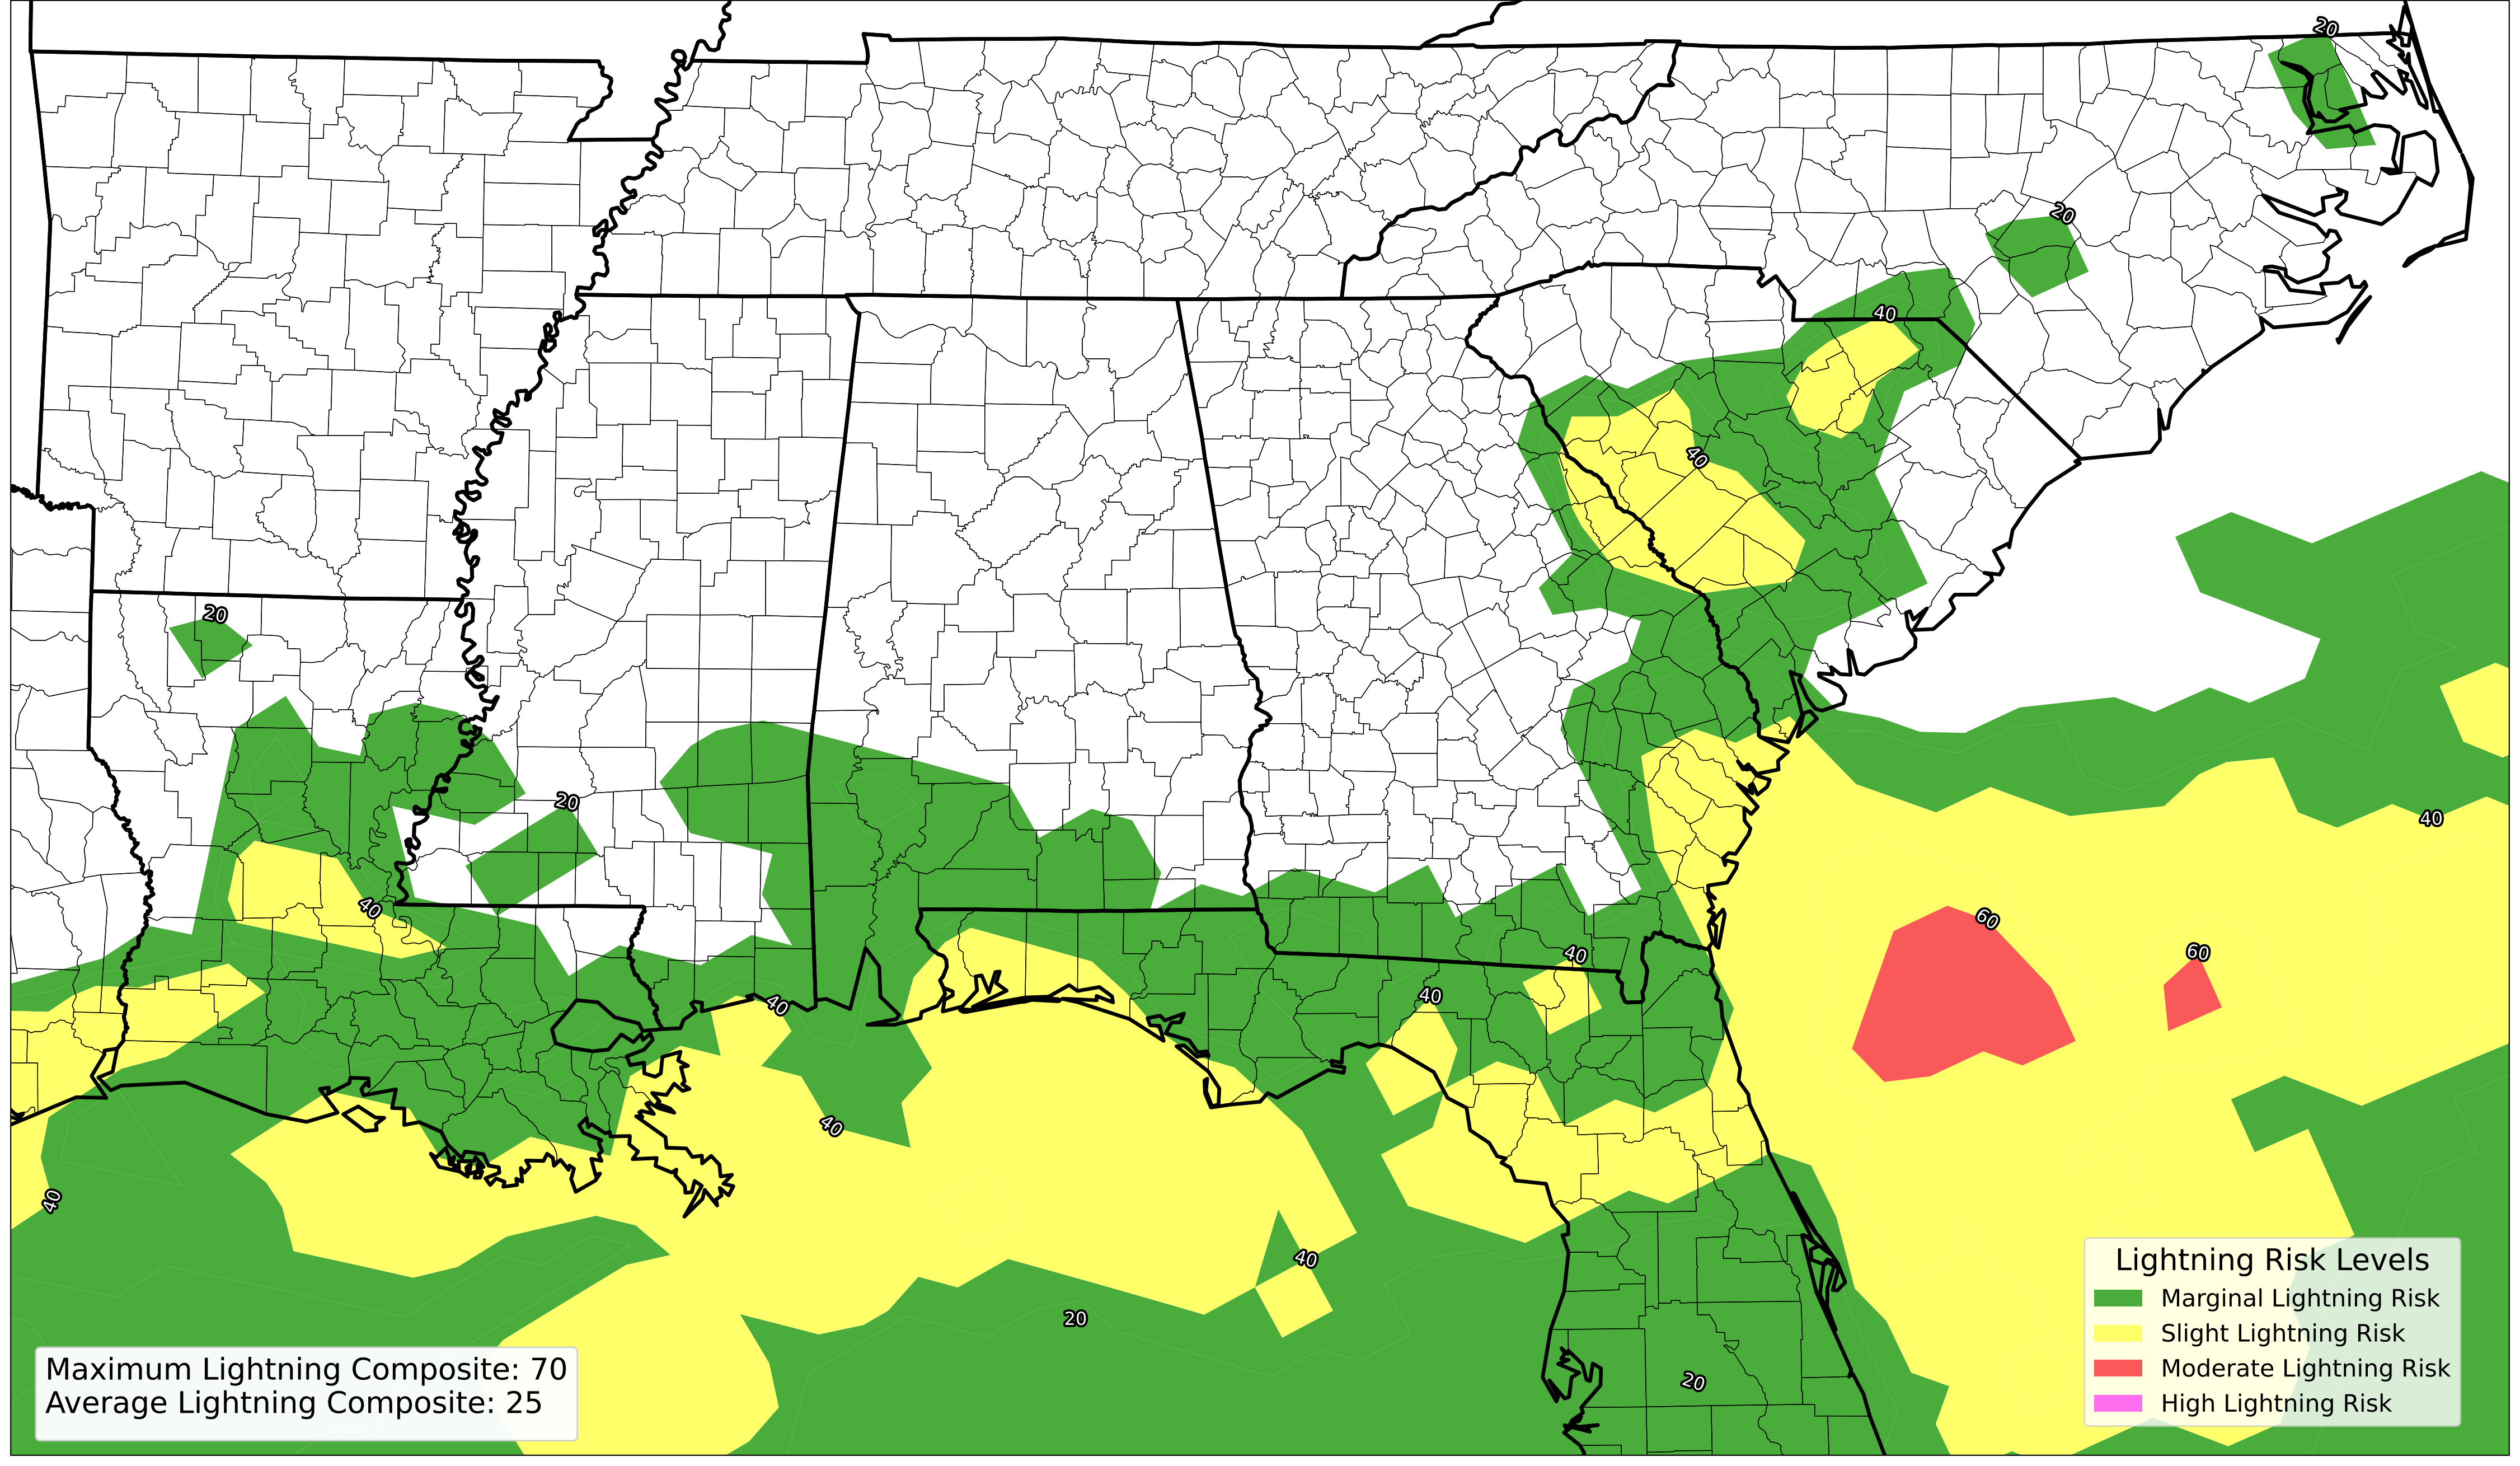 20
20
40
40
20
20
40
40
40
60
60
40
40
40
40
40
40
20
20
Lightning Risk Levels
Marginal Lightning Risk
Slight Lightning Risk
Moderate Lightning Risk
High Lightning Risk
Maximum Lightning Composite: 70
Average Lightning Composite: 25